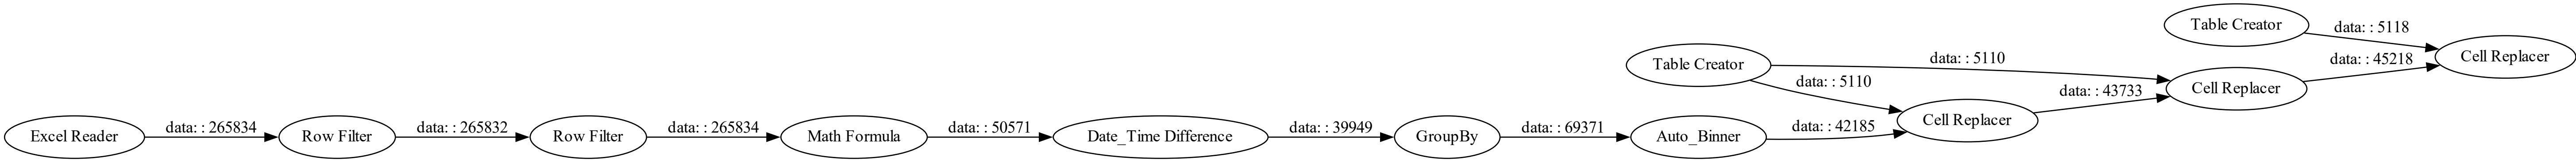 Excel Reader
data: : 265834
Row Filter
data: : 265832
Row Filter
data: : 265834
Math Formula
data: : 50571
Date_Time Difference
data: : 39949
GroupBy
data: : 69371
Auto_Binner
data: : 42185
Table Creator
data: : 5110
data: : 5110
Cell Replacer
data: : 43733
Cell Replacer
data: : 45218
Table Creator
data: : 5118
Cell Replacer